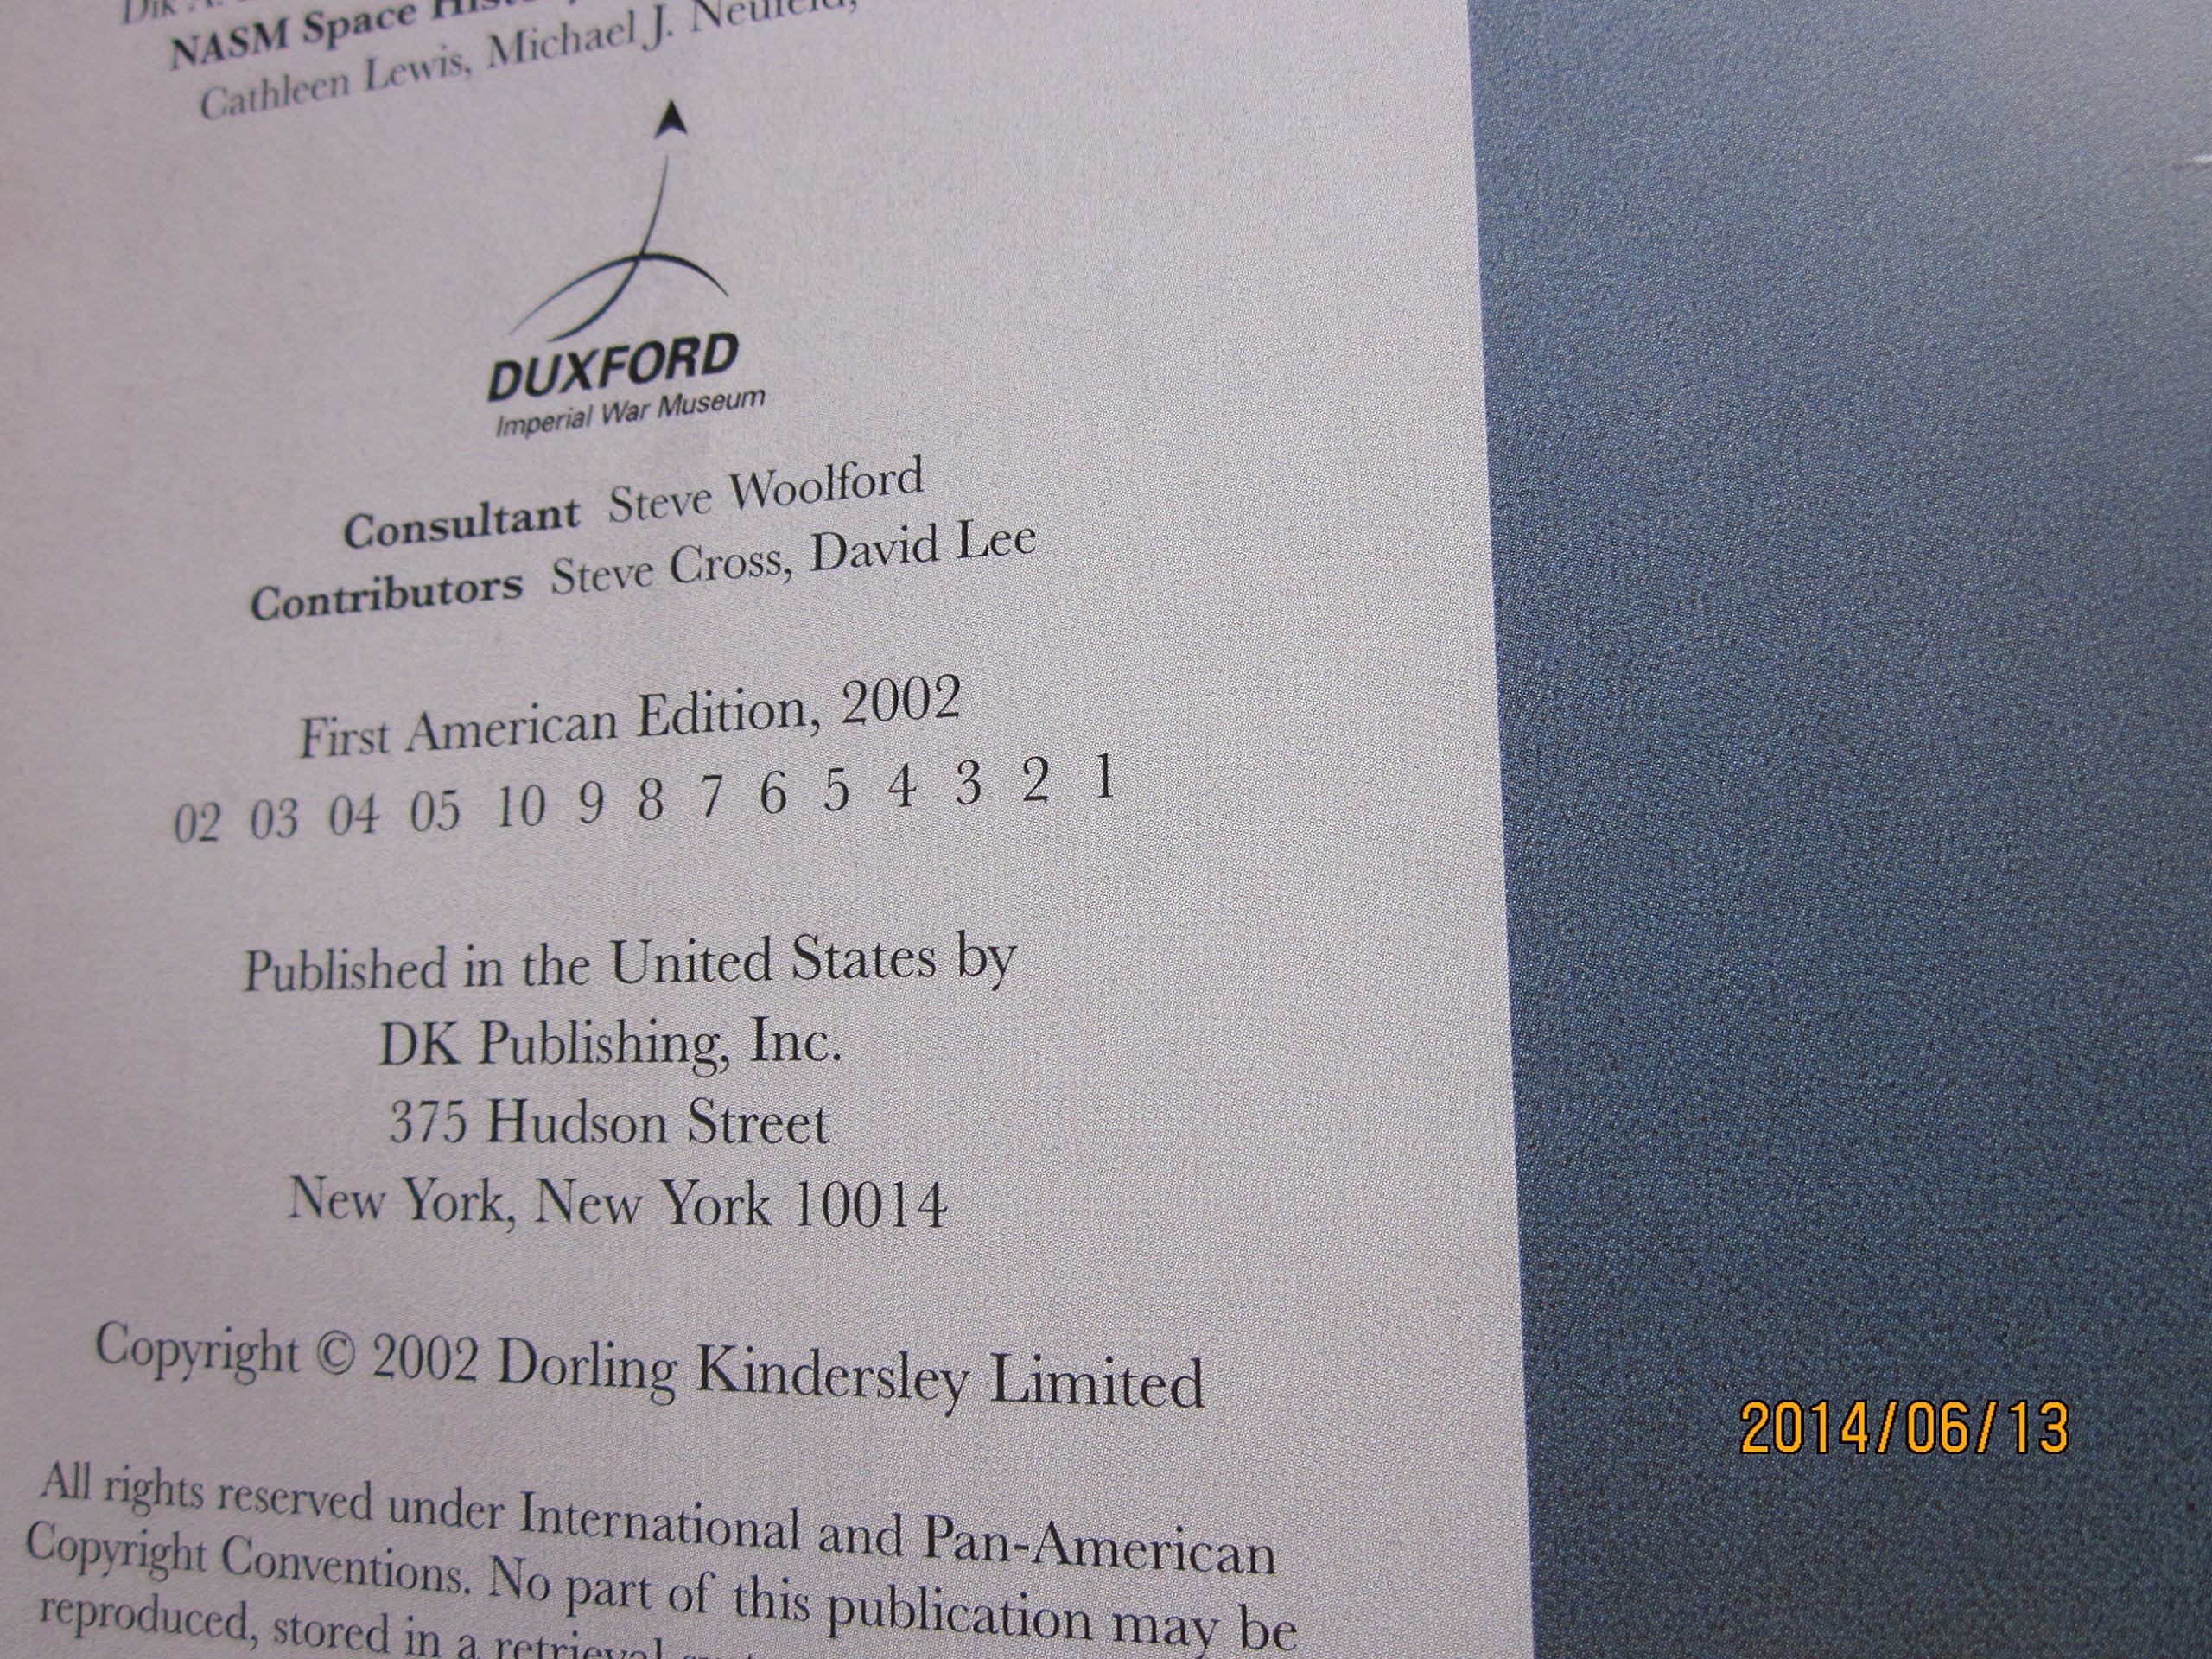 NASM Space
Cathleen Lewis, Michael J. Neufeld,
DUXFORD
Imperial War Museum
Consultant Steve Woolford
Contributors Steve Cross, David Lee
First American Edition, 2002
02 03 04 05 10 9 8 7 6 5 4 3 2 1
Published in the United States by
DK Publishing, Inc.
375 Hudson Street
New York, New York 10014
Copyright © 2002 Dorling Kindersley Limited
All rights reserved under International and Pan-American
Copyright Conventions. No part of this publication may be
reproduced, stored in a retrieval
2014/06/13